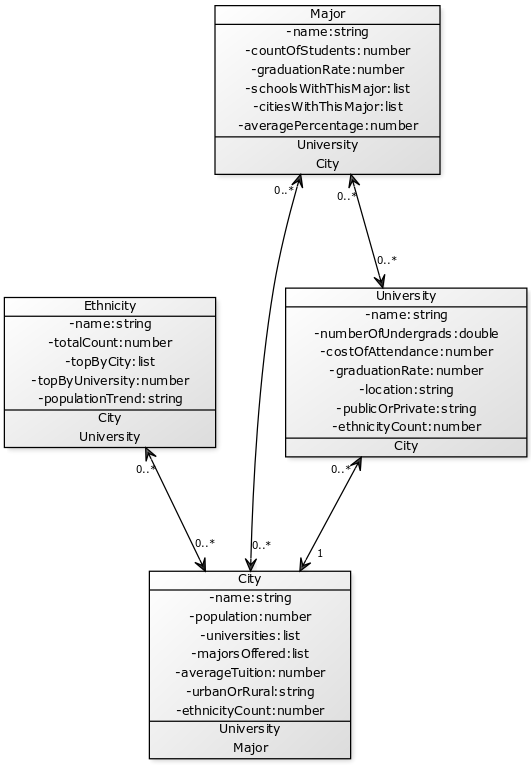 Major
-name:string
-countOfStudents:number
-graduationRate:number
-schoolsWithThisMajor:list
-citiesWithThisMajor:list
-averagePercentage:number
University
City
0..*
0..*
0..*
Ethnicity
-name:string
-totalCount:number
-topByCity:list
-topByUniversity:number
-populationTrend:string
City
University
University
-name:string
-numberOfUndergrads:double
-costOfAttendance:number
-graduationRate:number
-location:string
-publicOrPrivate:string
-ethnicityCount:number
City
0..*
0..*
0..*
0..*
1
City
-name:string
-population:number
-universities:list
-majorsOffered:list
-averageTuition:number
-urbanOrRural:string
-ethnicityCount:number
University
Major